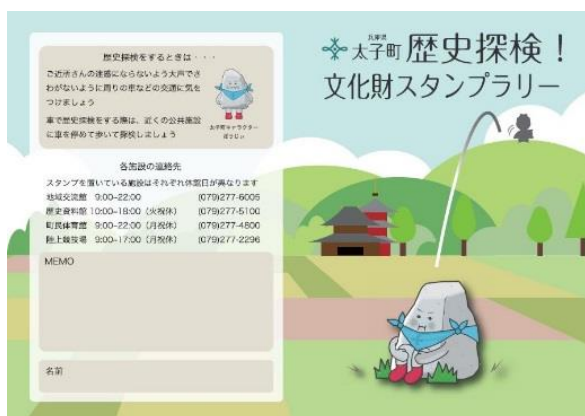 歴史探検をするときは・・・
ご近所さんの迷惑にならないよう大声でさ
わがないように周りの車などの交通に気を
つけましょう
車で歴史探検をする際は、近くの公共施設
に車を停めて歩いて探検しましょう
太子町キャラクター
各施設の連絡先
スタンプを置いている施設はそれぞれ休館日が異なります
地域交流館 9:00-22:00 (079)277-6005
歴史資料館 10:00-18:00（火祝休） (079)277-5100
町民体育館 9:00-22:00（月祝休） (079)277-4800
陸上競技場 9:00-17:00（月祝休） (079)277-2296
MEMO
名前
兵庫県
太子町 歴史探検！
文化財スタンプラリー